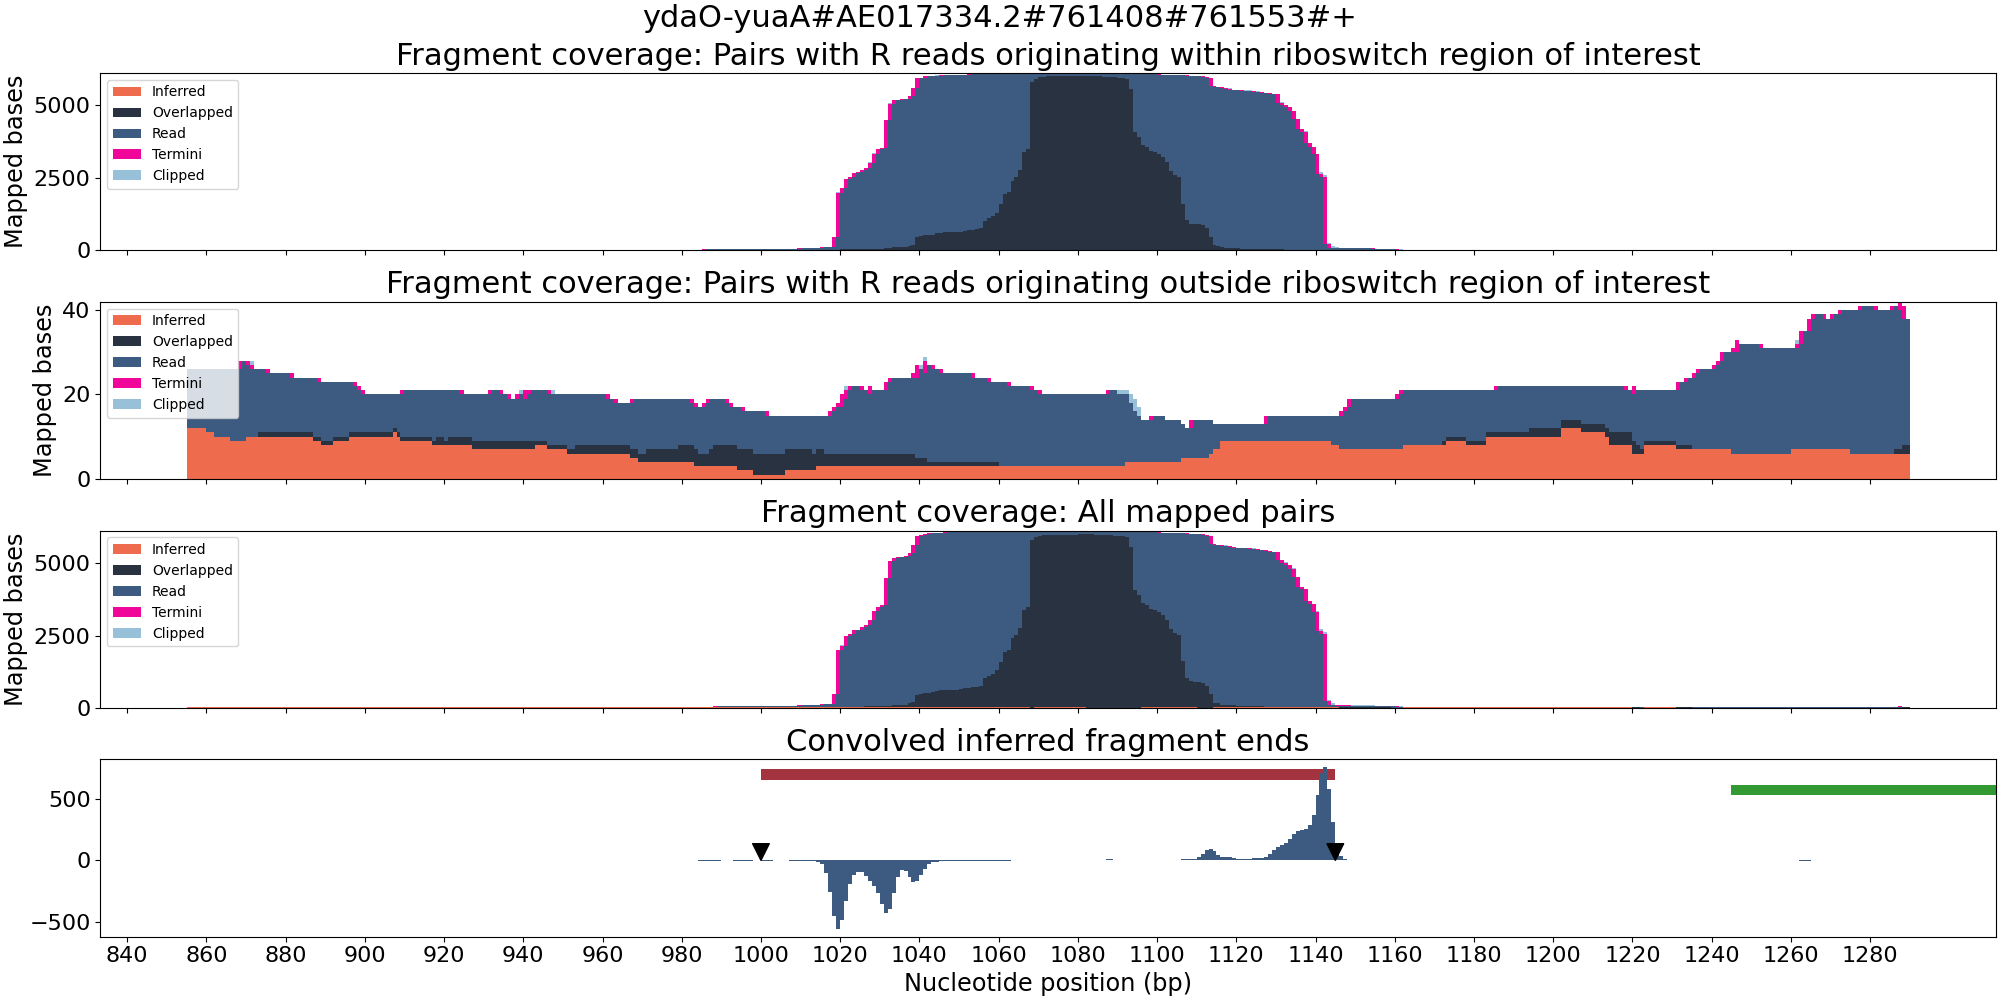 ydaO-yuaA#AE017334.2#761408#761553#+
Fragment coverage: Pairs with R reads originating within riboswitch region of interest
Mapped bases
5000
2500
0
Inferred
Overlapped
Read
Termini
Clipped
Fragment coverage: Pairs with R reads originating outside riboswitch region of interest
Mapped bases
40
20
0
Inferred
Overlapped
Read
Termini
Clipped
Fragment coverage: All mapped pairs
Mapped bases
5000
2500
0
Inferred
Overlapped
Read
Termini
Clipped
Convolved inferred fragment ends
500
0
−500
840 860 880 900 920 940 960 980 1000 1020 1040 1060 1080 1100 1120 1140 1160 1180 1200 1220 1240 1260 1280
Nucleotide position (bp)